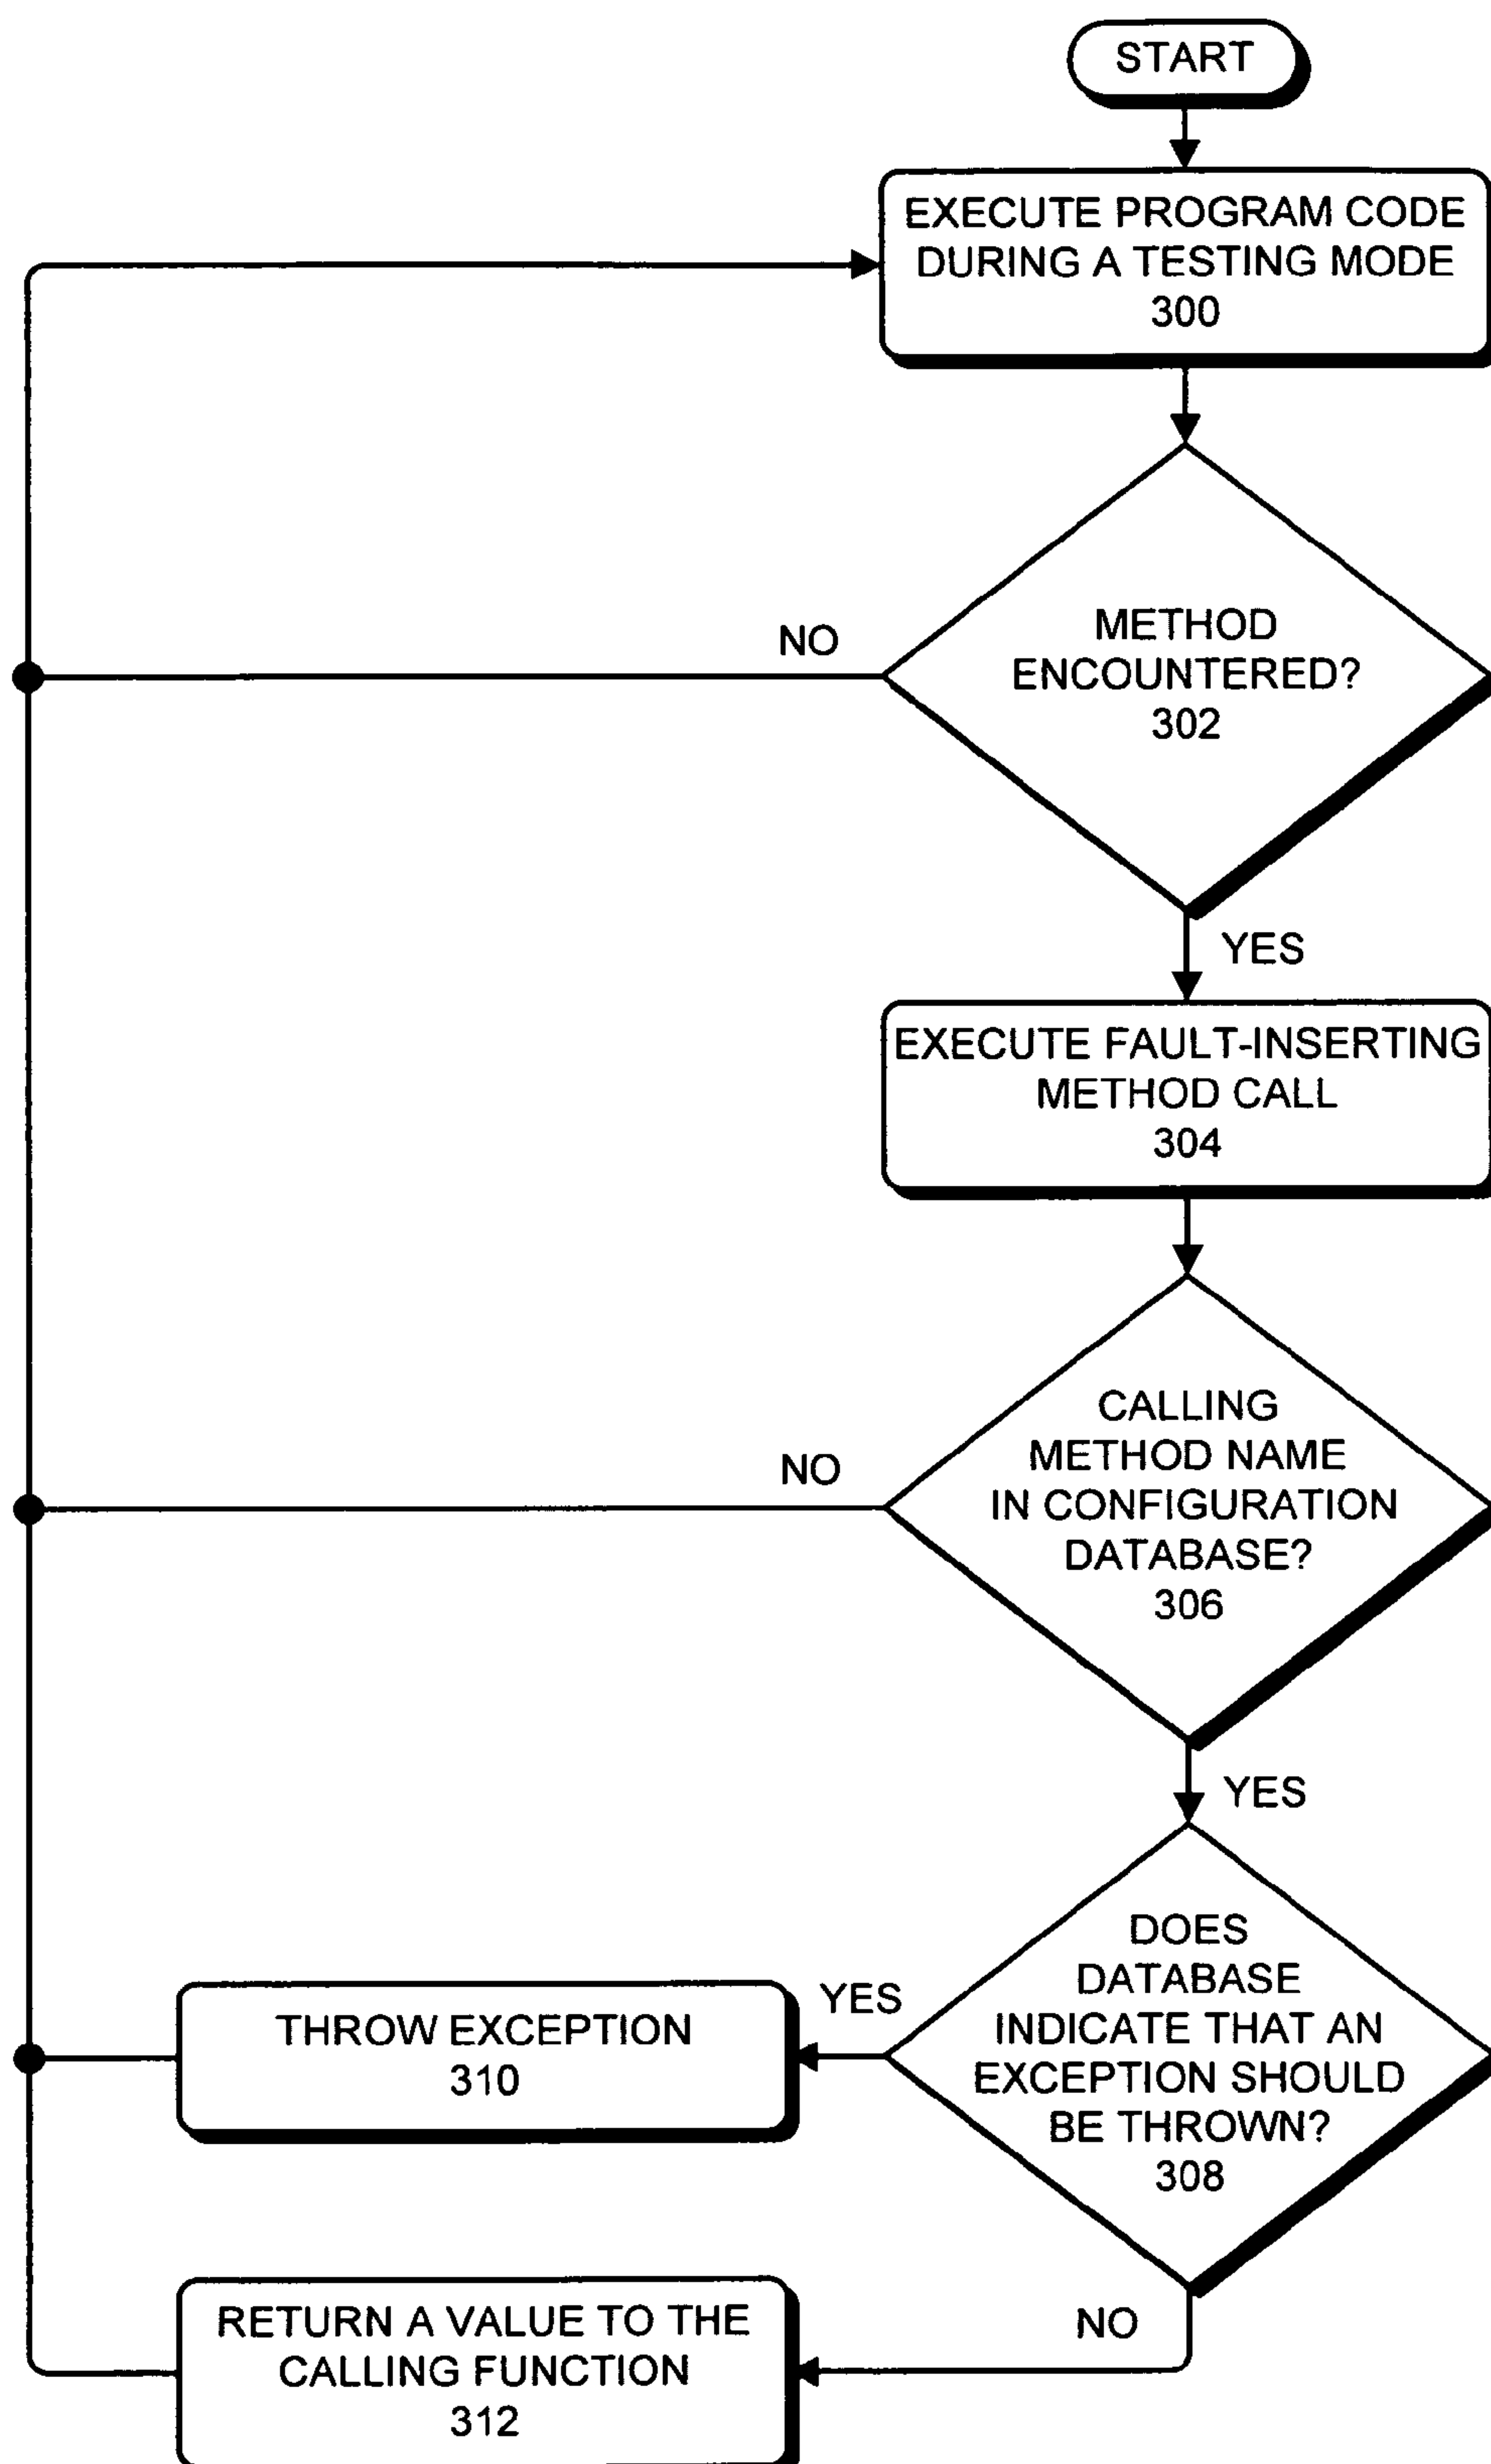 START
EXECUTE PROGRAM CODE
DURING A TESTING MODE
300
METHOD
ENCOUNTERED?
302
NO
YES
EXECUTE FAULT-INSERTING
METHOD CALL
304
CALLING
METHOD NAME
IN CONFIGURATION
DATABASE?
306
NO
YES
DOES
DATABASE
INDICATE THAT AN
EXCEPTION SHOULD
BE THROWN?
308
YES
THROW EXCEPTION
310
NO
RETURN A VALUE TO THE
CALLING FUNCTION
312